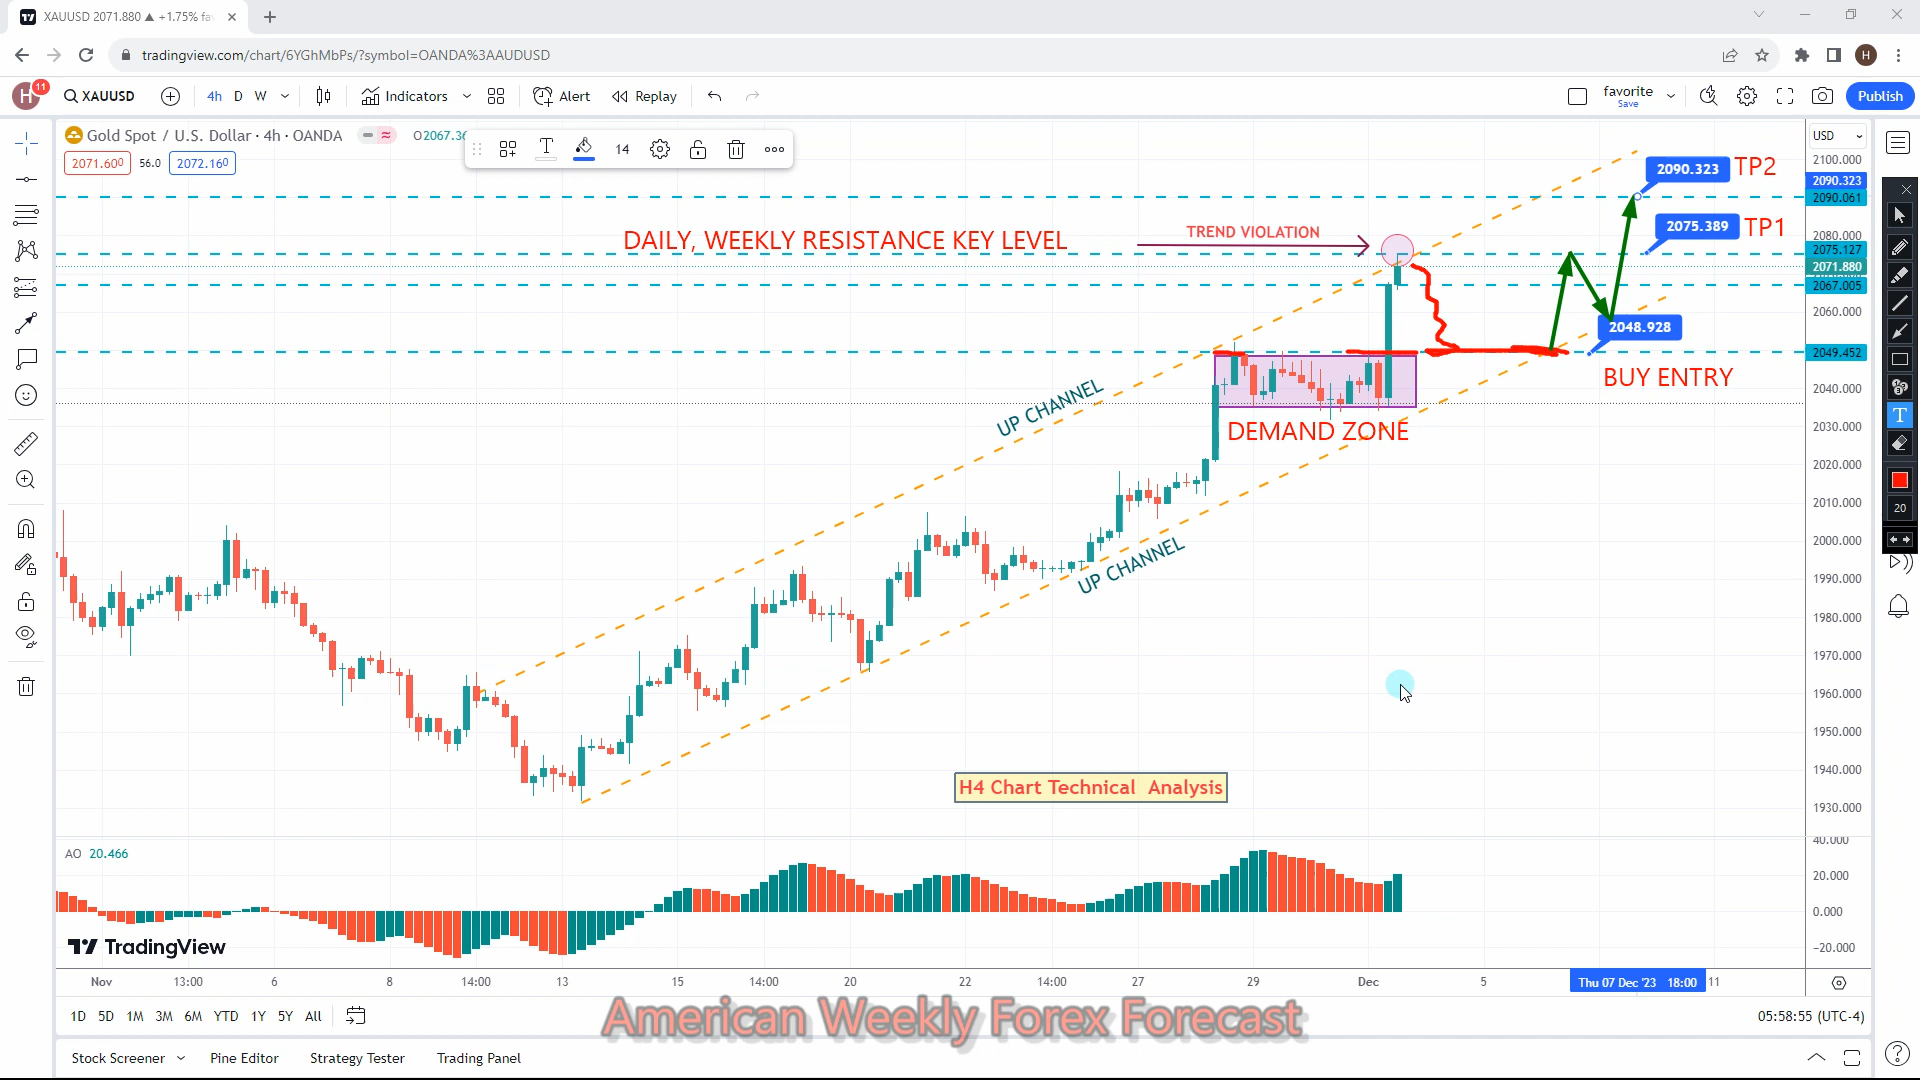 XAUUSD 2071.880 ▲ +1.75% fa
tradingview.com/chart/6YGhMbPs/?symbol=OANDA%3AAUDUSD
H
H 11
XAUUSD
4h D W
Indicators
Alert
Replay
favorite
Save
Publish
Gold Spot / U.S. Dollar · 4h · OANDA
O2067.36
14
USD
2071.600 56.0 2072.160
2100.000
2090.323 TP2
2090.323
2090.061
2075.389 TP1
DAILY, WEEKLY RESISTANCE KEY LEVEL
TREND VIOLATION
2080.000
2075.127
2071.880
2067.005
2060.000
2048.928
2049.452
BUY ENTRY
2040.000
UP CHANNEL
DEMAND ZONE
2030.000
2020.000
2010.000
2000.000
UP CHANNEL
1990.000
1980.000
1970.000
1960.000
1950.000
1940.000
1930.000
T
20
H4 Chart Technical Analysis
AO 20.466
40.000
20.000
0.000
−20.000
TradingView
Nov 13:00 6 8 14:00 13 15 14:00 20 22 14:00 27 29 Dec 5 Thu 07 Dec '23 18:00 11
1D 5D 1M 3M 6M YTD 1Y 5Y All
American Weekly Forex Forecast
05:58:55 (UTC-4)
Stock Screener Pine Editor Strategy Tester Trading Panel